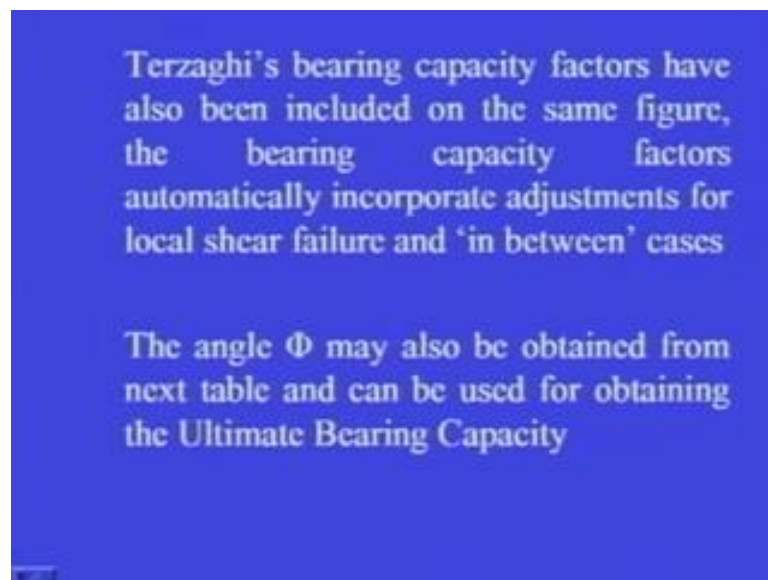 Terzaghi's bearing capacity factors have
also been included on the same figure,
the bearing capacity factors
automatically incorporate adjustments for
local shear failure and 'in between' cases
The angle Φ may also be obtained from
next table and can be used for obtaining
the Ultimate Bearing Capacity